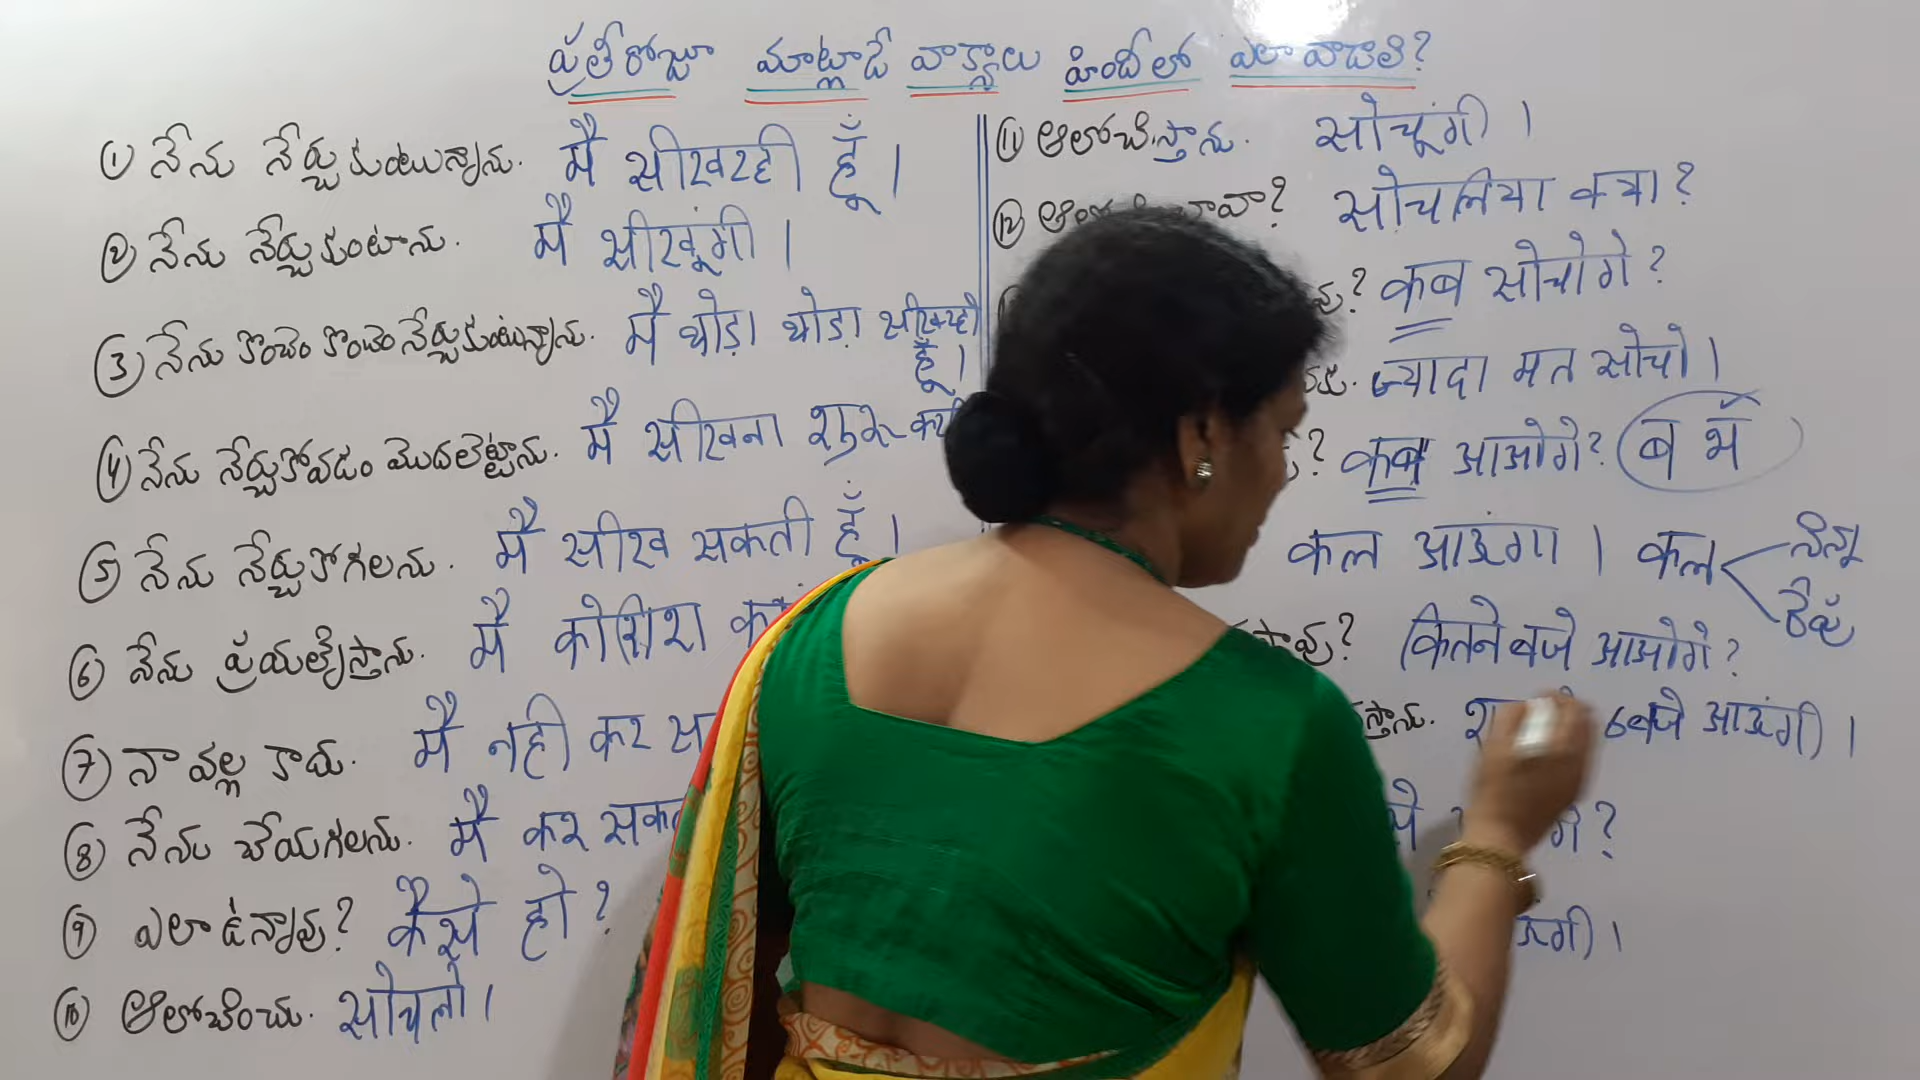 ప్రతీరోజూ మాట్లాడే వాక్యాలు హిందీలో ఎలా వాడాలి?
① నేను నేర్చుకుంటున్నాను. मैं सीखरही हूँ।
② నేను నేర్చుకుంటాను. मैं सीखूंगी।
③ నేను కొంచెం కొంచెం నేర్చుకుంటున్నాను. मैं थोड़ा थोड़ा सीखरही हूँ।
④ నేను నేర్చుకోవడం మొదలెట్టాను. मैं सीखना शुरू
⑤ నేను నేర్చుకోగలను. मैं सीख सकती हूँ।
⑥ నేను ప్రయత్నిస్తాను. मैं कोशिश
⑦ నా వల్ల కాదు. मैं नही कर
⑧ నేను చేయగలను. मैं कर
⑨ ఎలా ఉన్నావు? कैसे हो?
⑩ ఆలోచించు. सोचलो।
⑪ ఆలోచిస్తాను. सोचूंगी।
⑫ सोचलिया क्या?
कब सोचोगे?
ज्यादा मत सोचो।
कब आओगे? ब भ
कल आऊंगा। कल నిన్న రేపు
कितने बजे आओगे?
6 बजे आऊंगी।